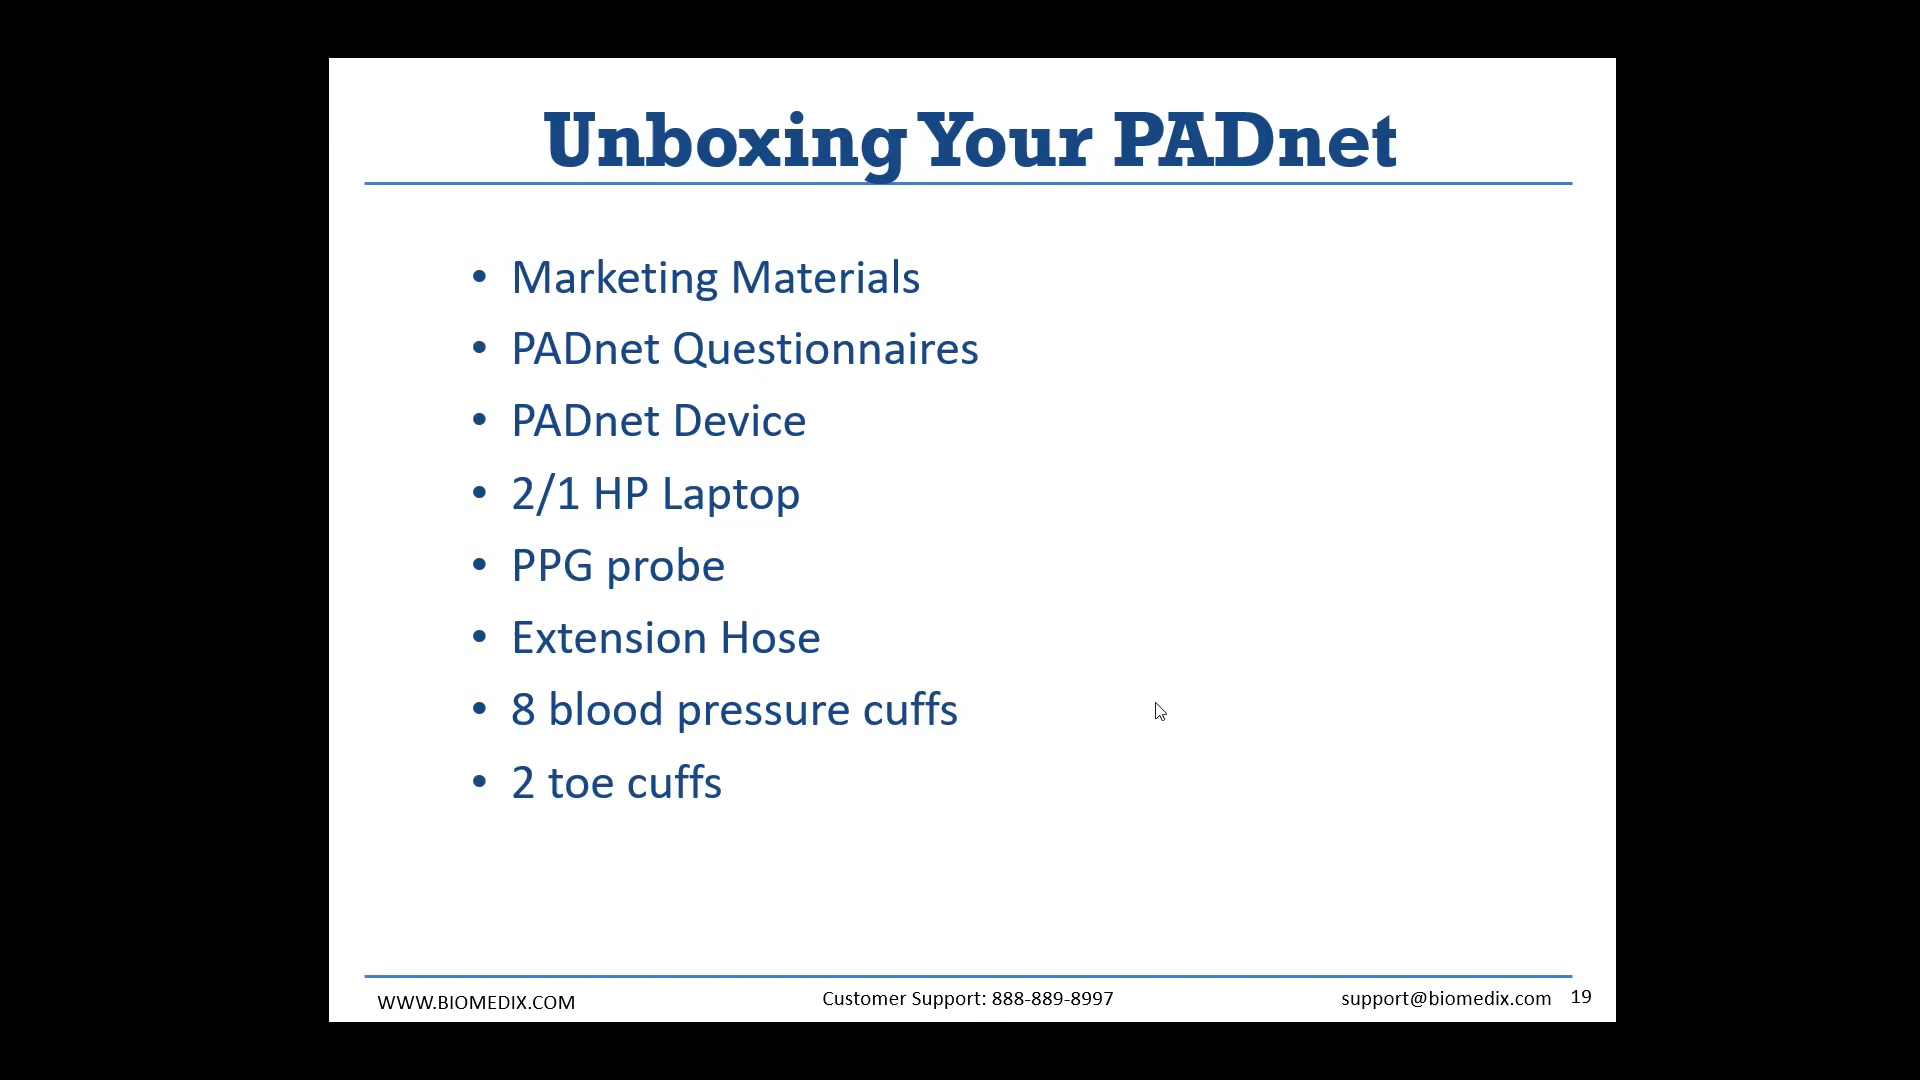 Unboxing Your PADnet
• Marketing Materials
• PADnet Questionnaires
• PADnet Device
• 2/1 HP Laptop
• PPG probe
• Extension Hose
• 8 blood pressure cuffs
• 2 toe cuffs
WWW.BIOMEDIX.COM
Customer Support: 888-889-8997
support@biomedix.com
19